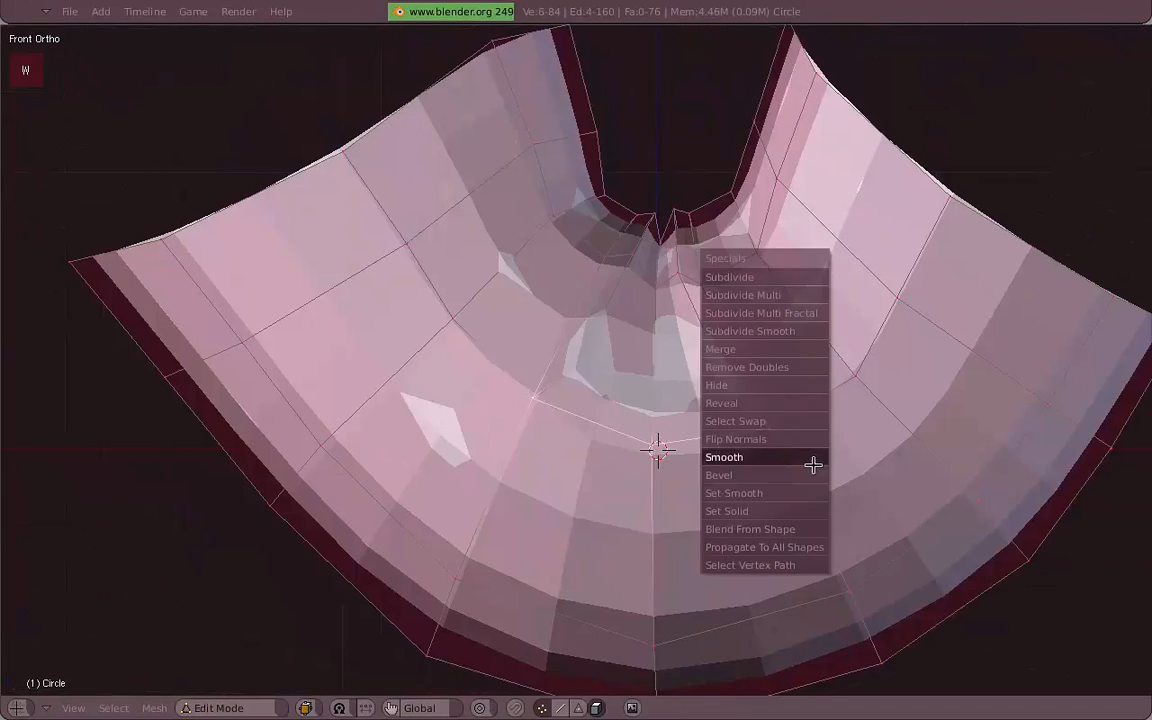 File Add Timeline Game Render Help www.blender.org 249 Ve:6-84 | Ed:4-160 | Fa:0-76 | Mem:4.46M (0.09M) Circle
Front Ortho
W
Specials
Subdivide
Subdivide Multi
Subdivide Multi Fractal
Subdivide Smooth
Merge
Remove Doubles
Hide
Reveal
Select Swap
Flip Normals
Smooth
Bevel
Set Smooth
Set Solid
Blend From Shape
Propagate To All Shapes
Select Vertex Path
(1) Circle
View Select Mesh Edit Mode Global